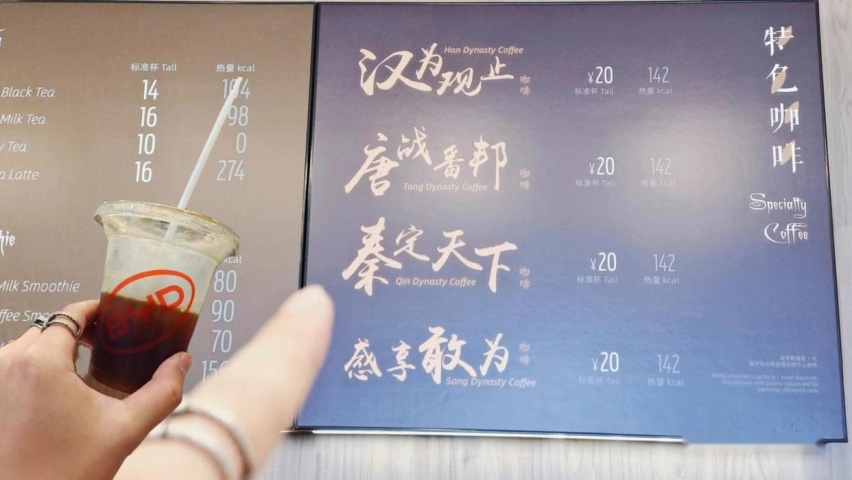 标准杯 Tall 热量 kcal
Black Tea 14
Milk Tea 16 98
Tea 10 0
Latte 16 274
Milk Smoothie 80
90
70
汉为观止 咖啡 ¥20 142
Han Dynasty Coffee 标准杯 Tall 热量 kcal
唐战番邦 咖啡 ¥20 142
Tang Dynasty Coffee 标准杯 Tall 热量 kcal
秦定天下 咖啡 ¥20 142
Qin Dynasty Coffee 标准杯 Tall 热量 kcal
感享敢为 咖啡 ¥20 142
Song Dynasty Coffee 标准杯 Tall 热量 kcal
特色咖啡
Specialty
Coffee
BYD